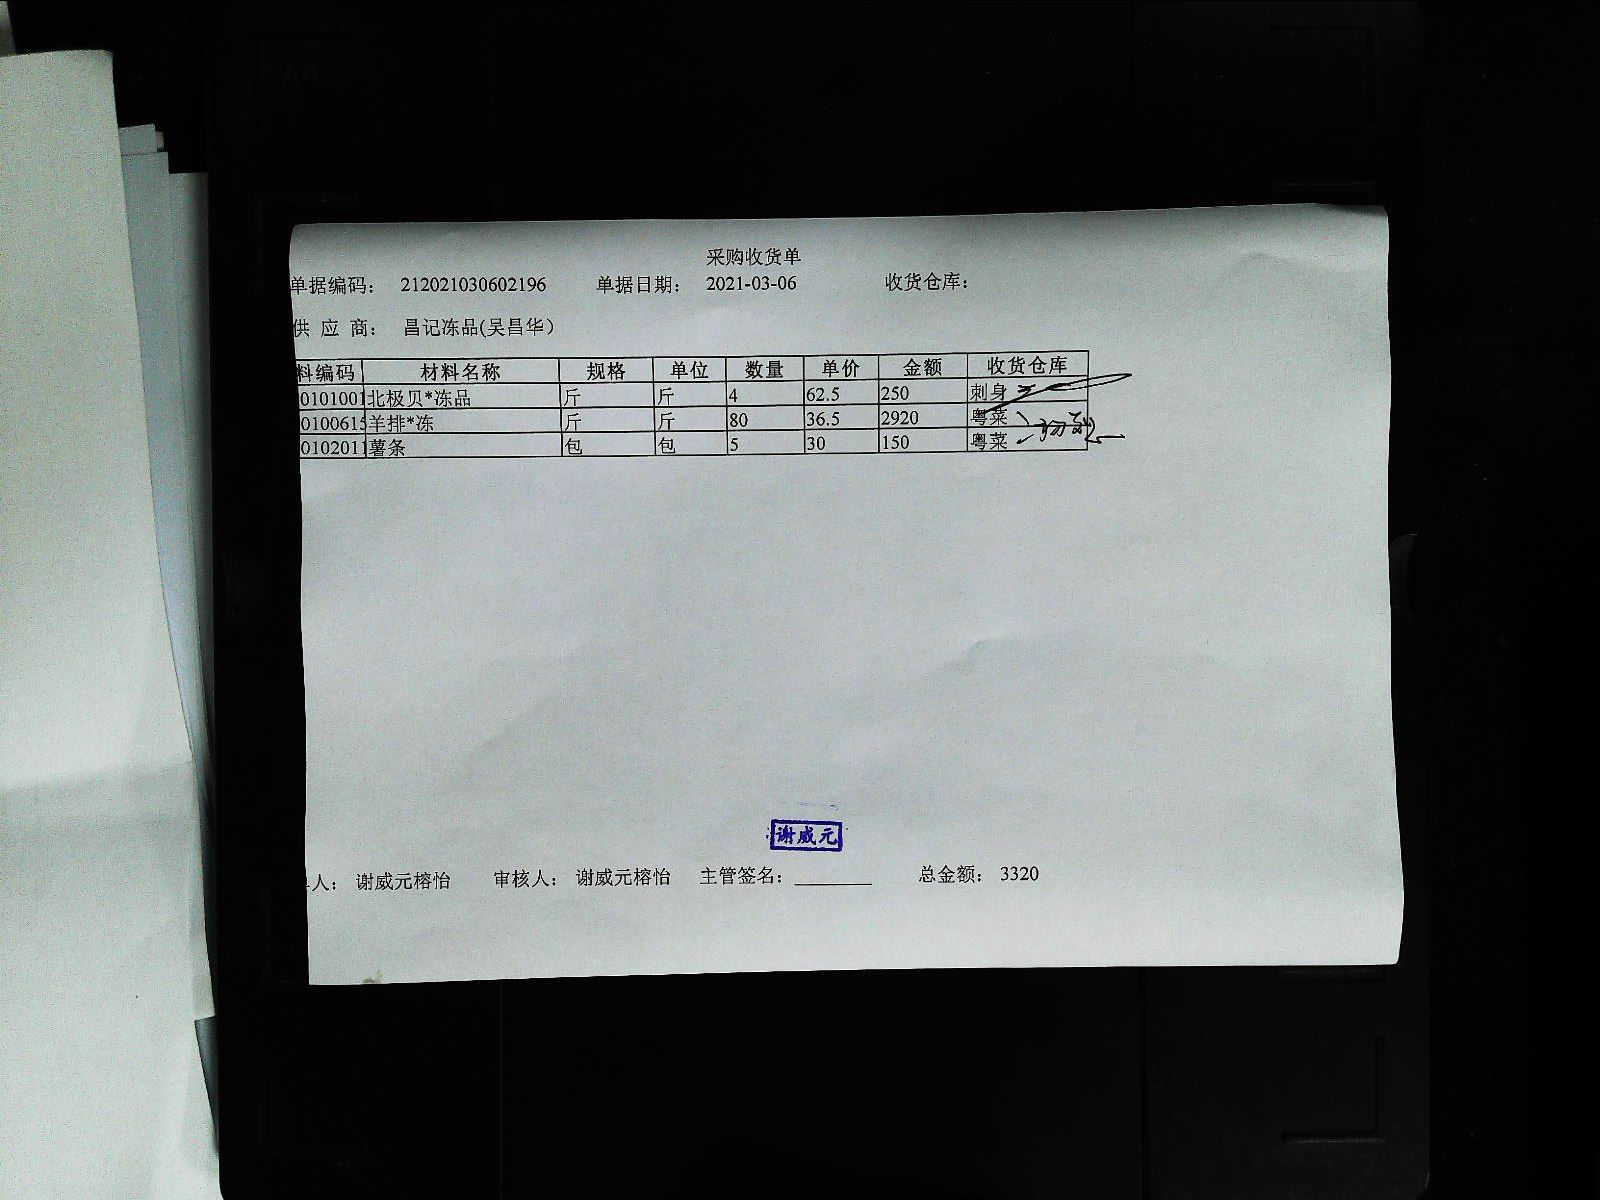 采购收货单
单据编码： 212021030602196 单据日期： 2021-03-06 收货仓库：
供 应 商： 昌记冻品(吴昌华）
料编码 材料名称 规格 单位 数量 单价 金额 收货仓库
0101001 北极贝*冻品 斤 斤 4 62.5 250 刺身
0100615 羊排*冻 斤 斤 80 36.5 2920 粤菜
0102011 薯条 包 包 5 30 150 粤菜
谢威元
人： 谢威元榕怡 审核人： 谢威元榕怡 主管签名： 总金额： 3320